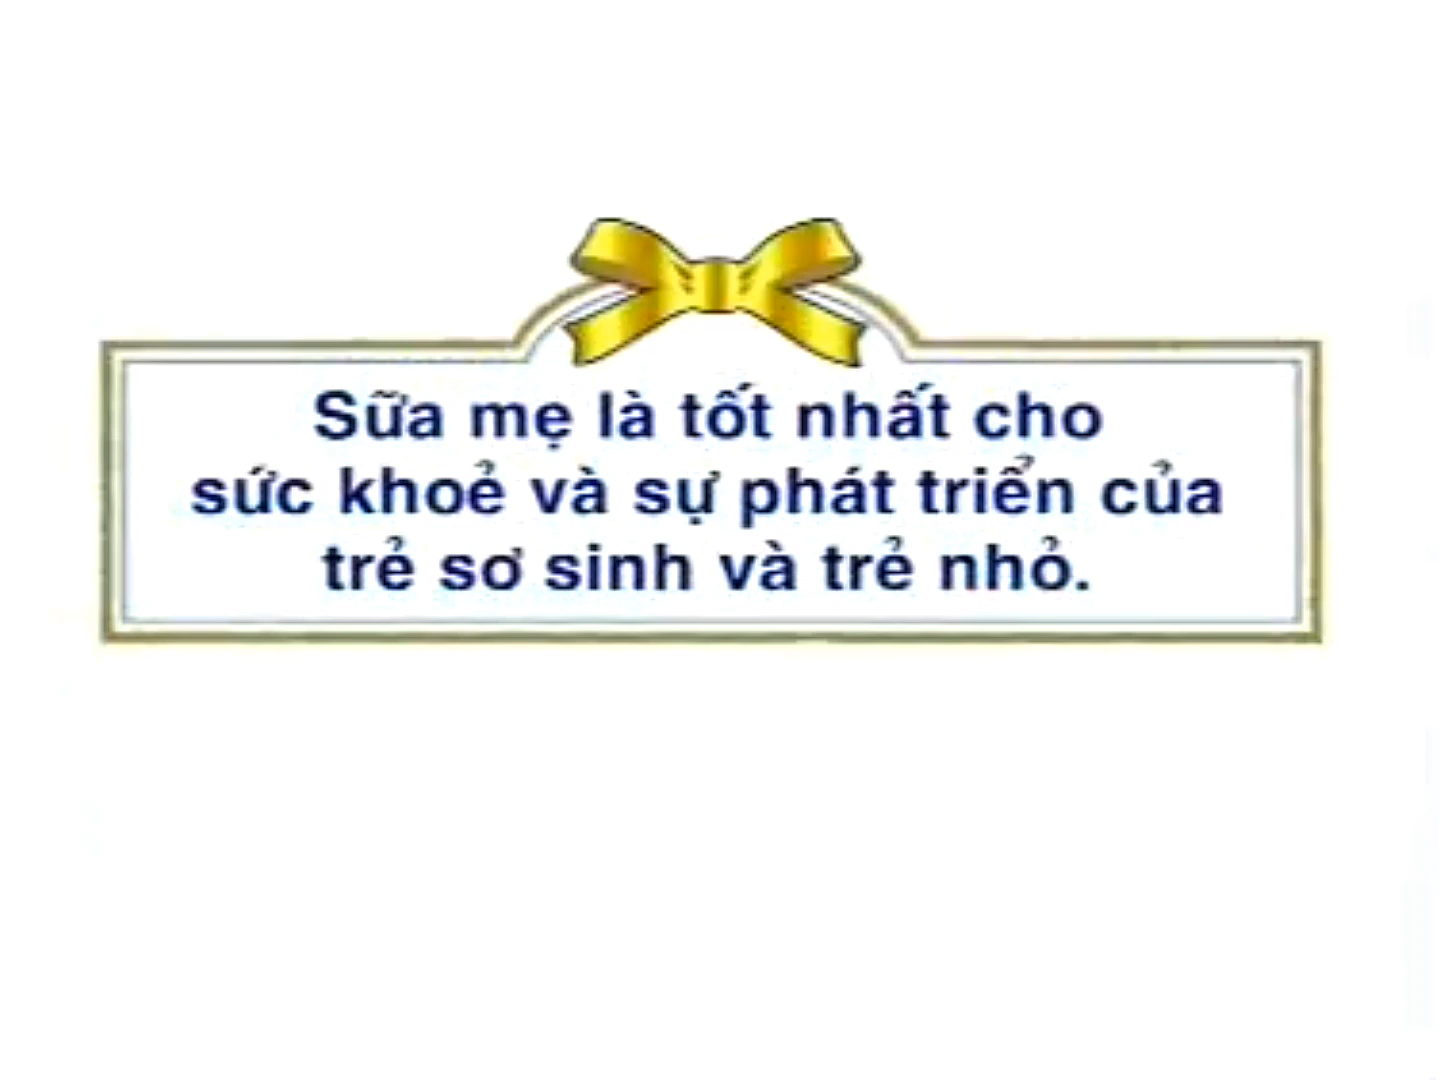 Sữa mẹ là tốt nhất cho
sức khoẻ và sự phát triển của
trẻ sơ sinh và trẻ nhỏ.